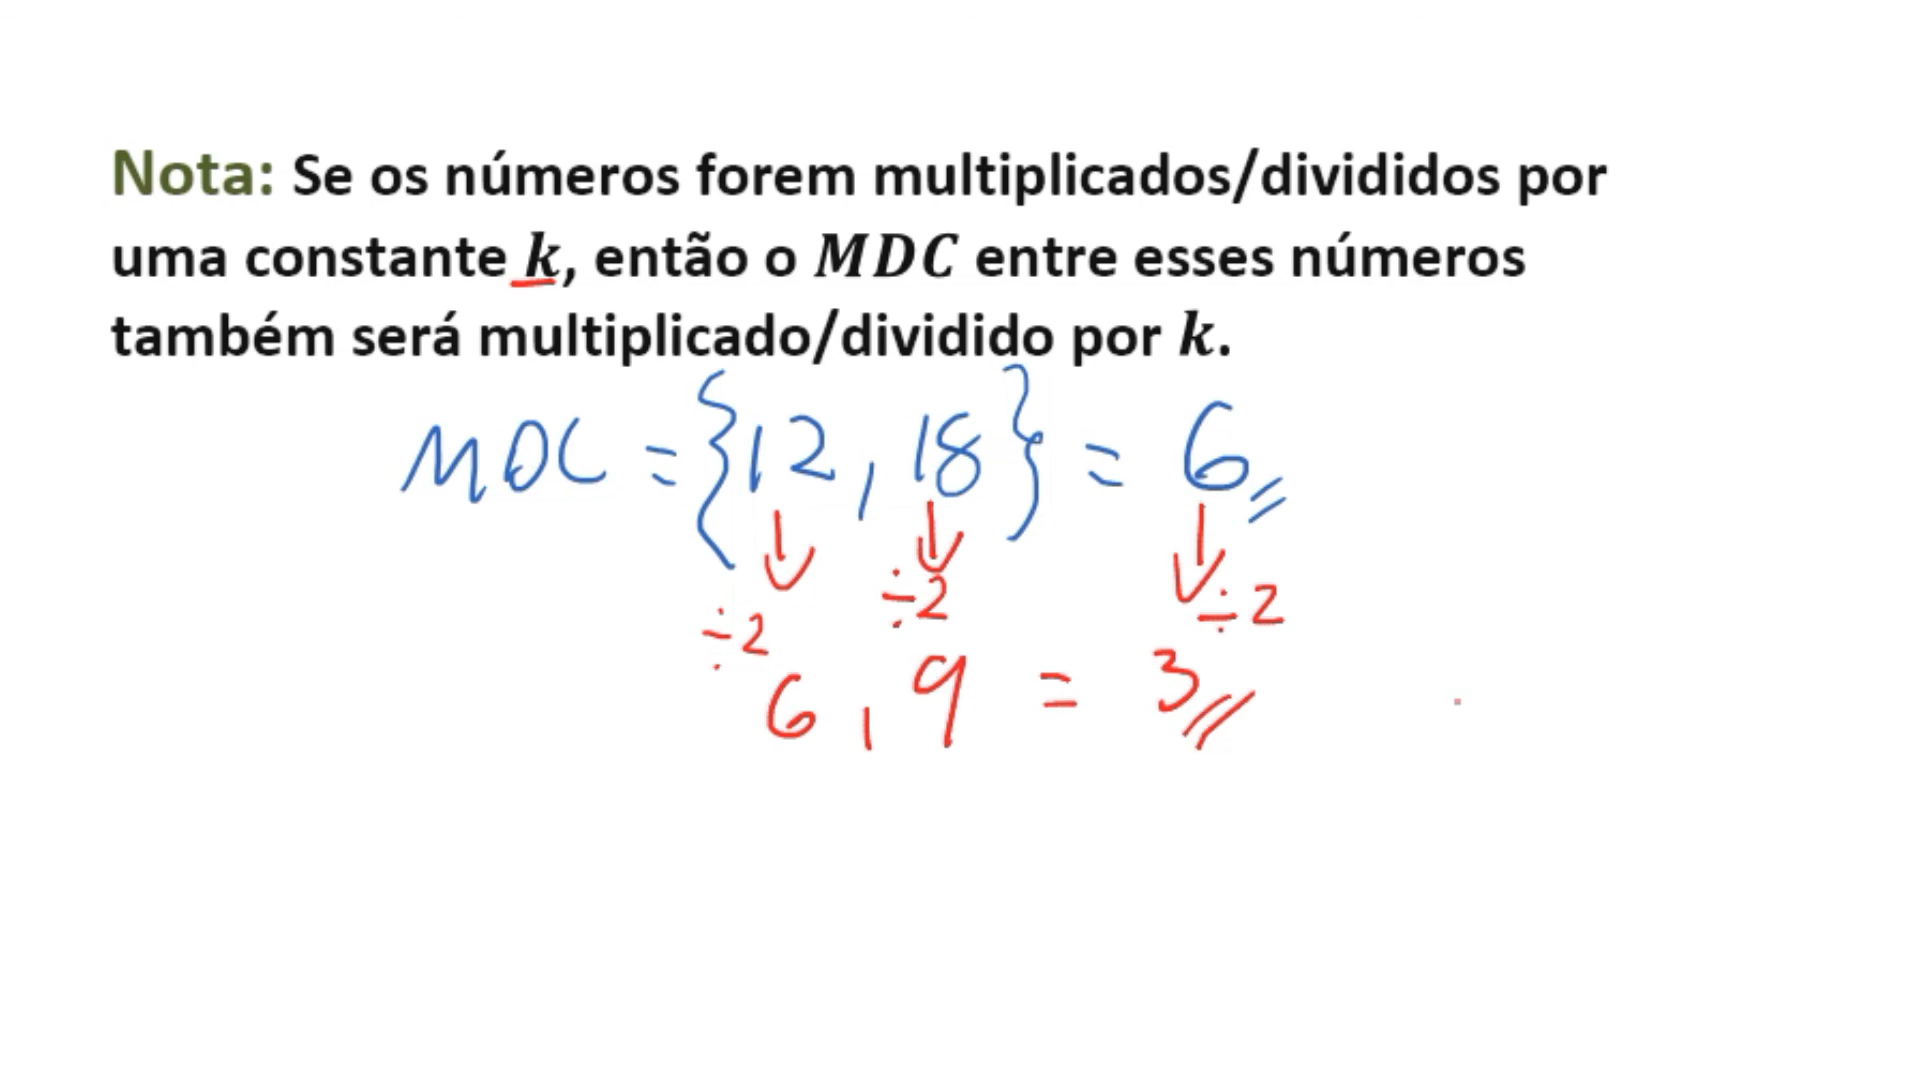 Nota: Se os números forem multiplicados/divididos por
uma constante k, então o MDC entre esses números
também será multiplicado/dividido por k.
MDC = {12, 18} = 6
÷2 ÷2 ÷2
6, 9 = 3